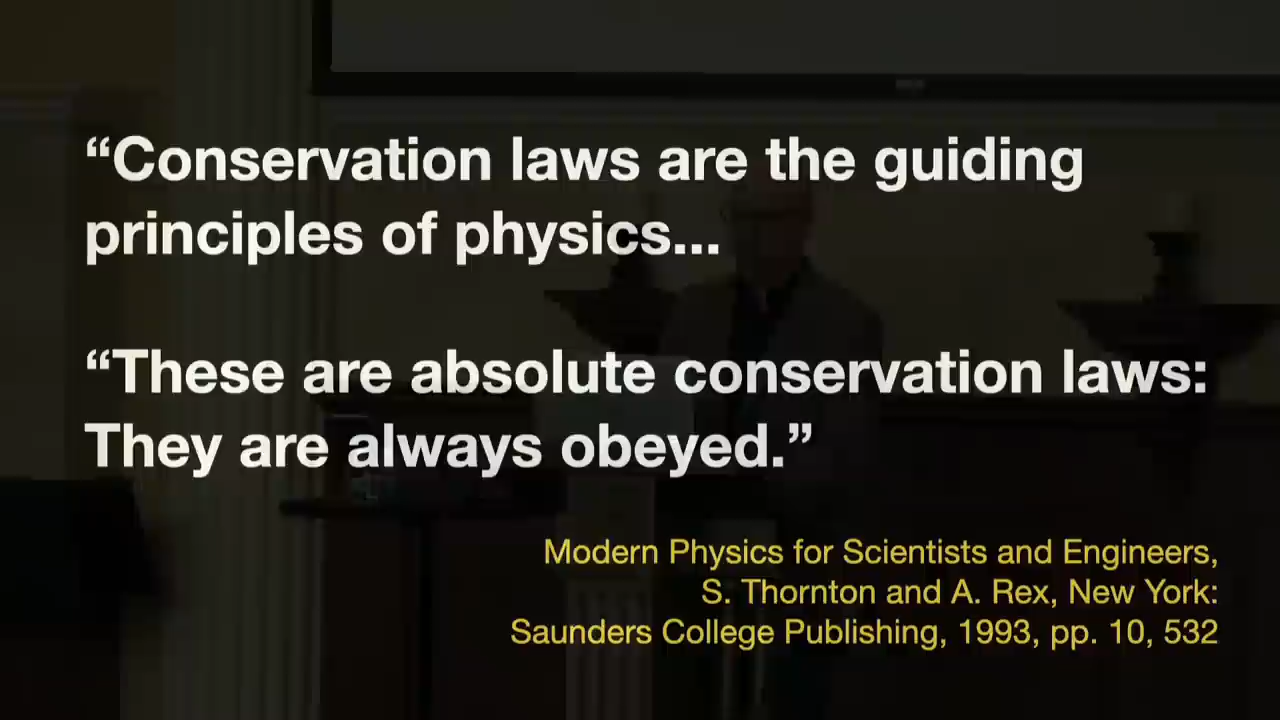 “Conservation laws are the guiding
principles of physics...
“These are absolute conservation laws:
They are always obeyed.”
Modern Physics for Scientists and Engineers,
S. Thornton and A. Rex, New York:
Saunders College Publishing, 1993, pp. 10, 532